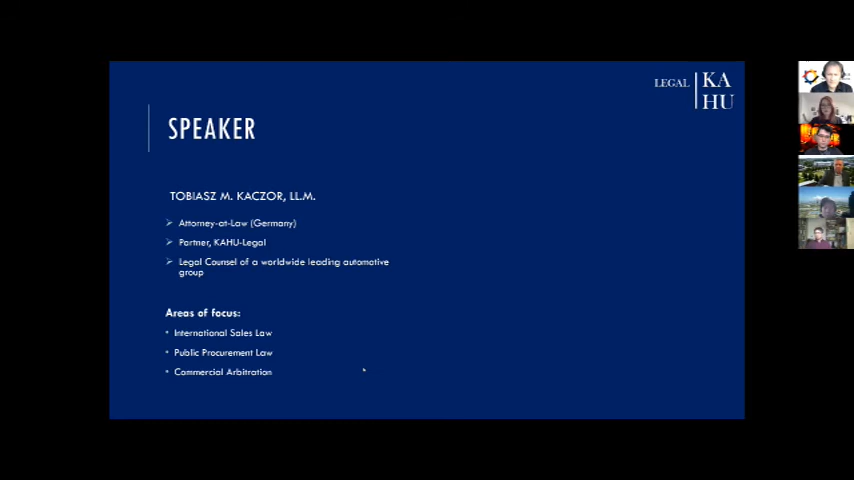 LEGAL
KA
HU
SPEAKER
TOBIASZ M. KACZOR, LL.M.
➢ Attorney-at-Law (Germany)
➢ Partner, KAHU-Legal
➢ Legal Counsel of a worldwide leading automotive
group
Areas of focus:
• International Sales Law
• Public Procurement Law
• Commercial Arbitration